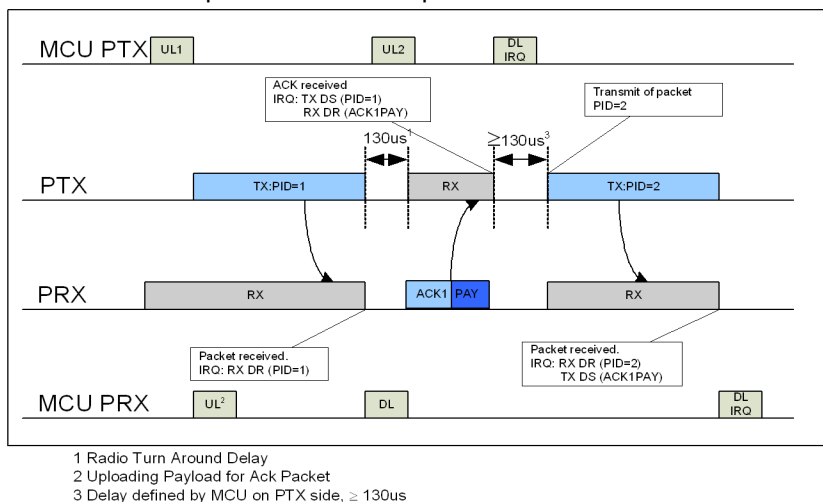 MCU PTX
UL1
UL2
DL
IRQ
ACK received
IRQ: TX DS (PID=1)
RX DR (ACK1PAY)
Transmit of packet
PID=2
130us1
≥130us3
PTX
TX:PID=1
RX
TX:PID=2
PRX
RX
ACK1 PAY
RX
Packet received.
IRQ: RX DR (PID=1)
Packet received.
IRQ: RX DR (PID=2)
TX DS (ACK1PAY)
MCU PRX
UL2
DL
DL
IRQ
1 Radio Turn Around Delay
2 Uploading Payload for Ack Packet
3 Delay defined by MCU on PTX side, ≥ 130us